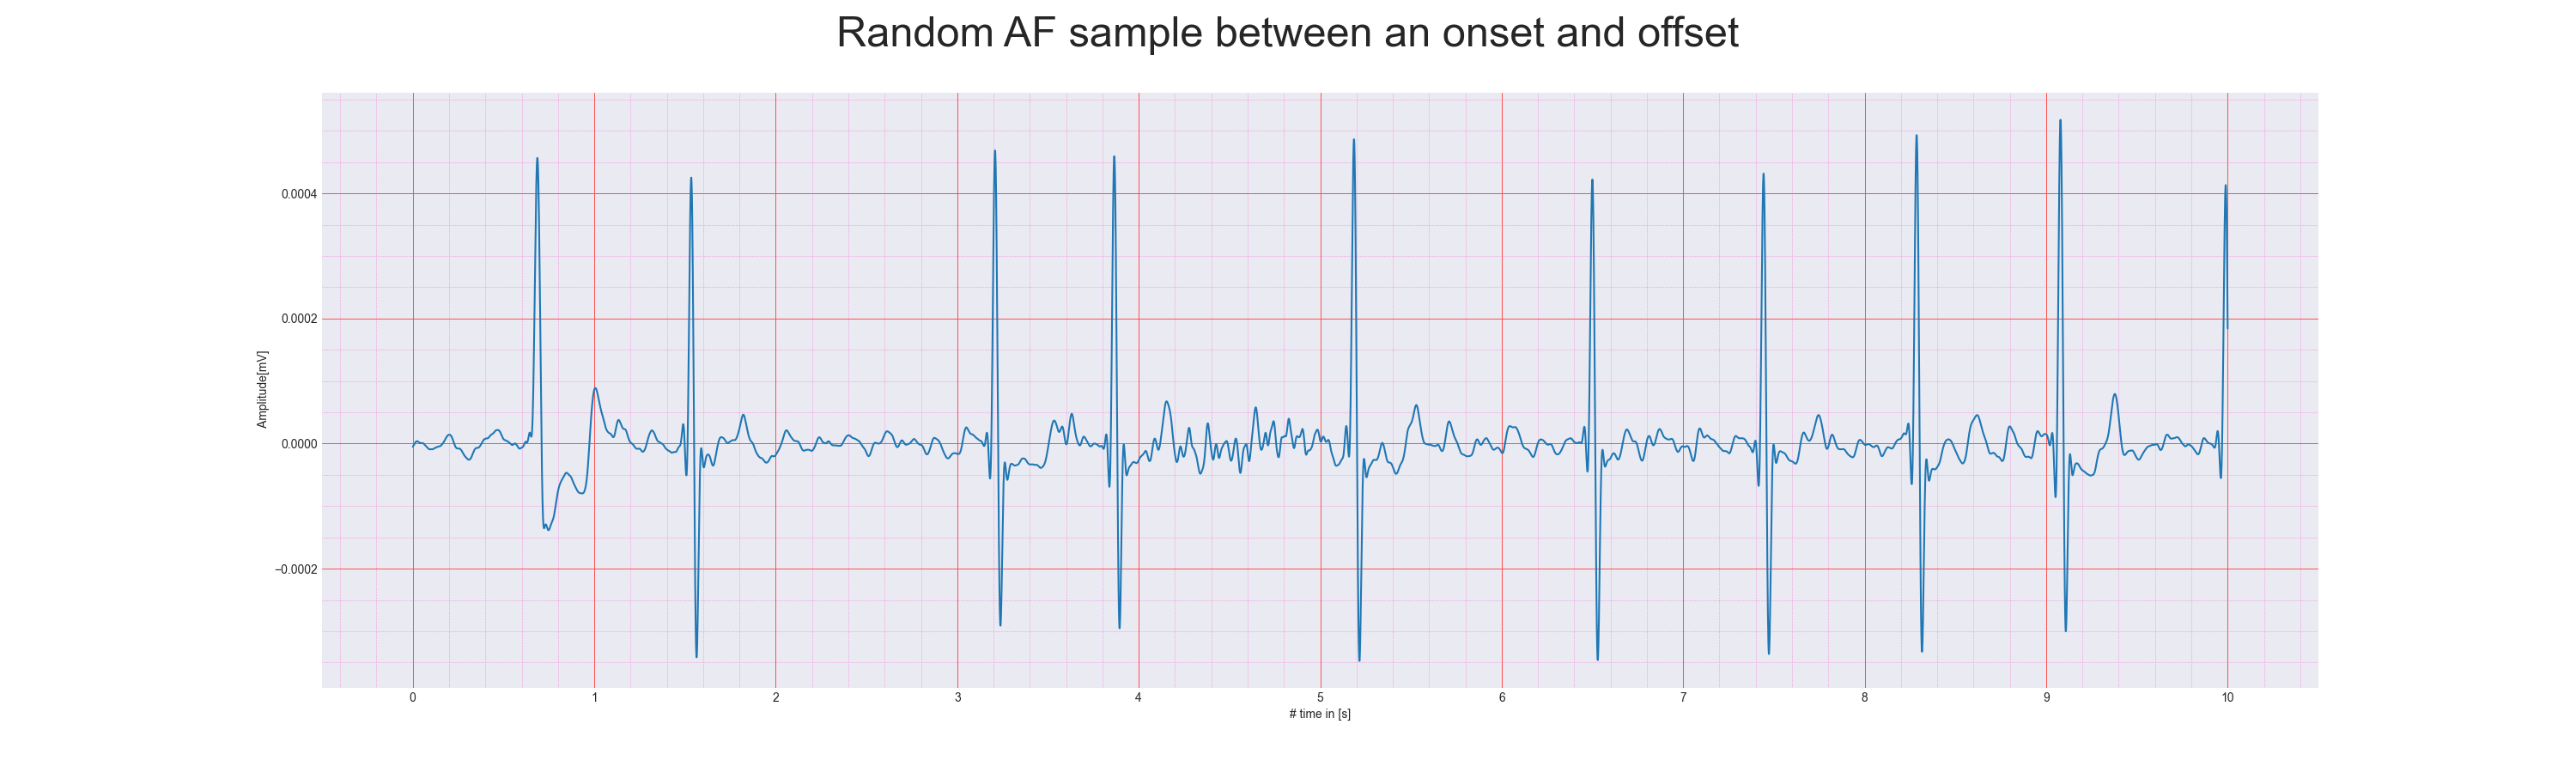 Random AF sample between an onset and offset
0.0004
0.0002
0.0000
−0.0002
Amplitude[mV]
0 1 2 3 4 5 6 7 8 9 10
# time in [s]